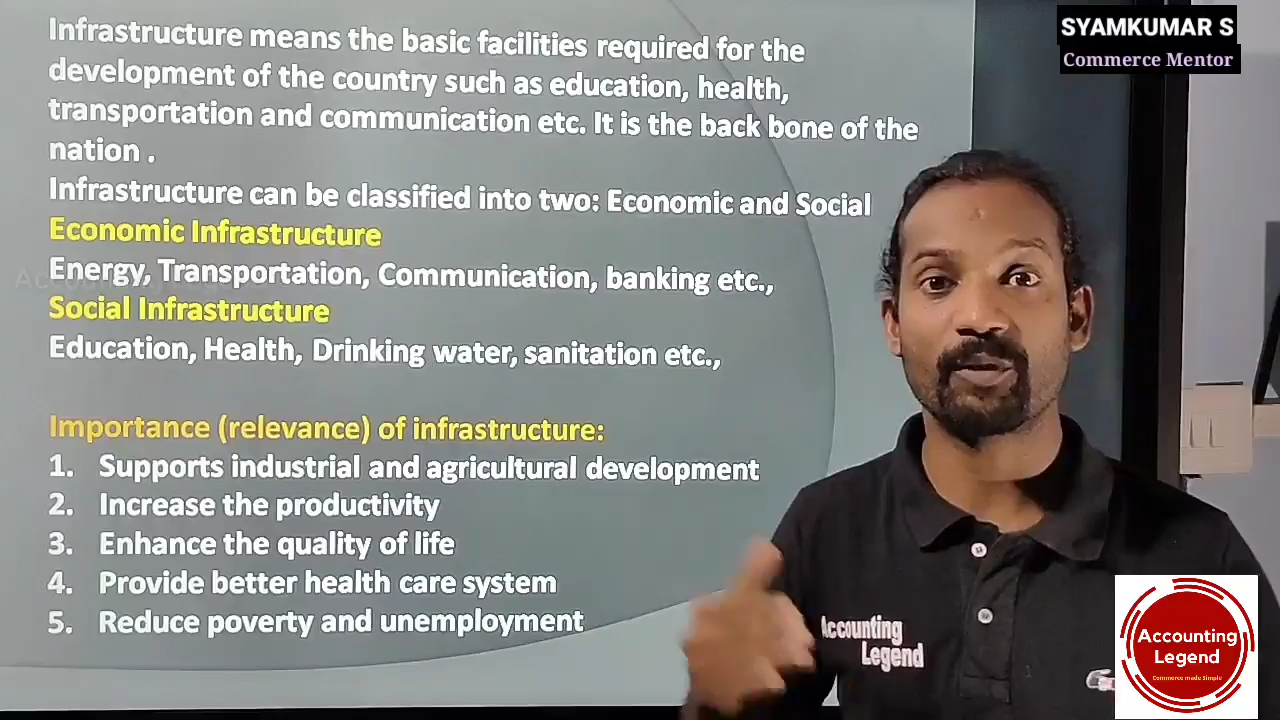 SYAMKUMAR S
Commerce Mentor
Infrastructure means the basic facilities required for the
development of the country such as education, health,
transportation and communication etc. It is the back bone of the
nation .
Infrastructure can be classified into two: Economic and Social
Economic Infrastructure
Energy, Transportation, Communication, banking etc.,
Social Infrastructure
Education, Health, Drinking water, sanitation etc.,
Importance (relevance) of infrastructure:
1. Supports industrial and agricultural development
2. Increase the productivity
3. Enhance the quality of life
4. Provide better health care system
5. Reduce poverty and unemployment
Accounting
Legend
Accounting
Legend
Commerce made Simple